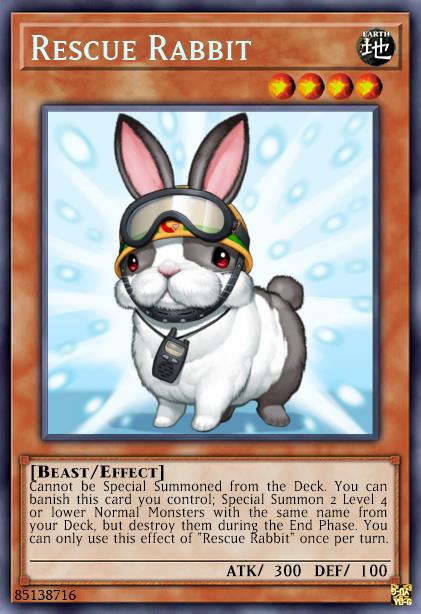 Rescue Rabbit
EARTH
地
[Beast/Effect]
Cannot be Special Summoned from the Deck. You can
banish this card you control; Special Summon 2 Level 4
or lower Normal Monsters with the same name from
your Deck, but destroy them during the End Phase. You
can only use this effect of "Rescue Rabbit" once per turn.
ATK/ 300 DEF/ 100
85138716